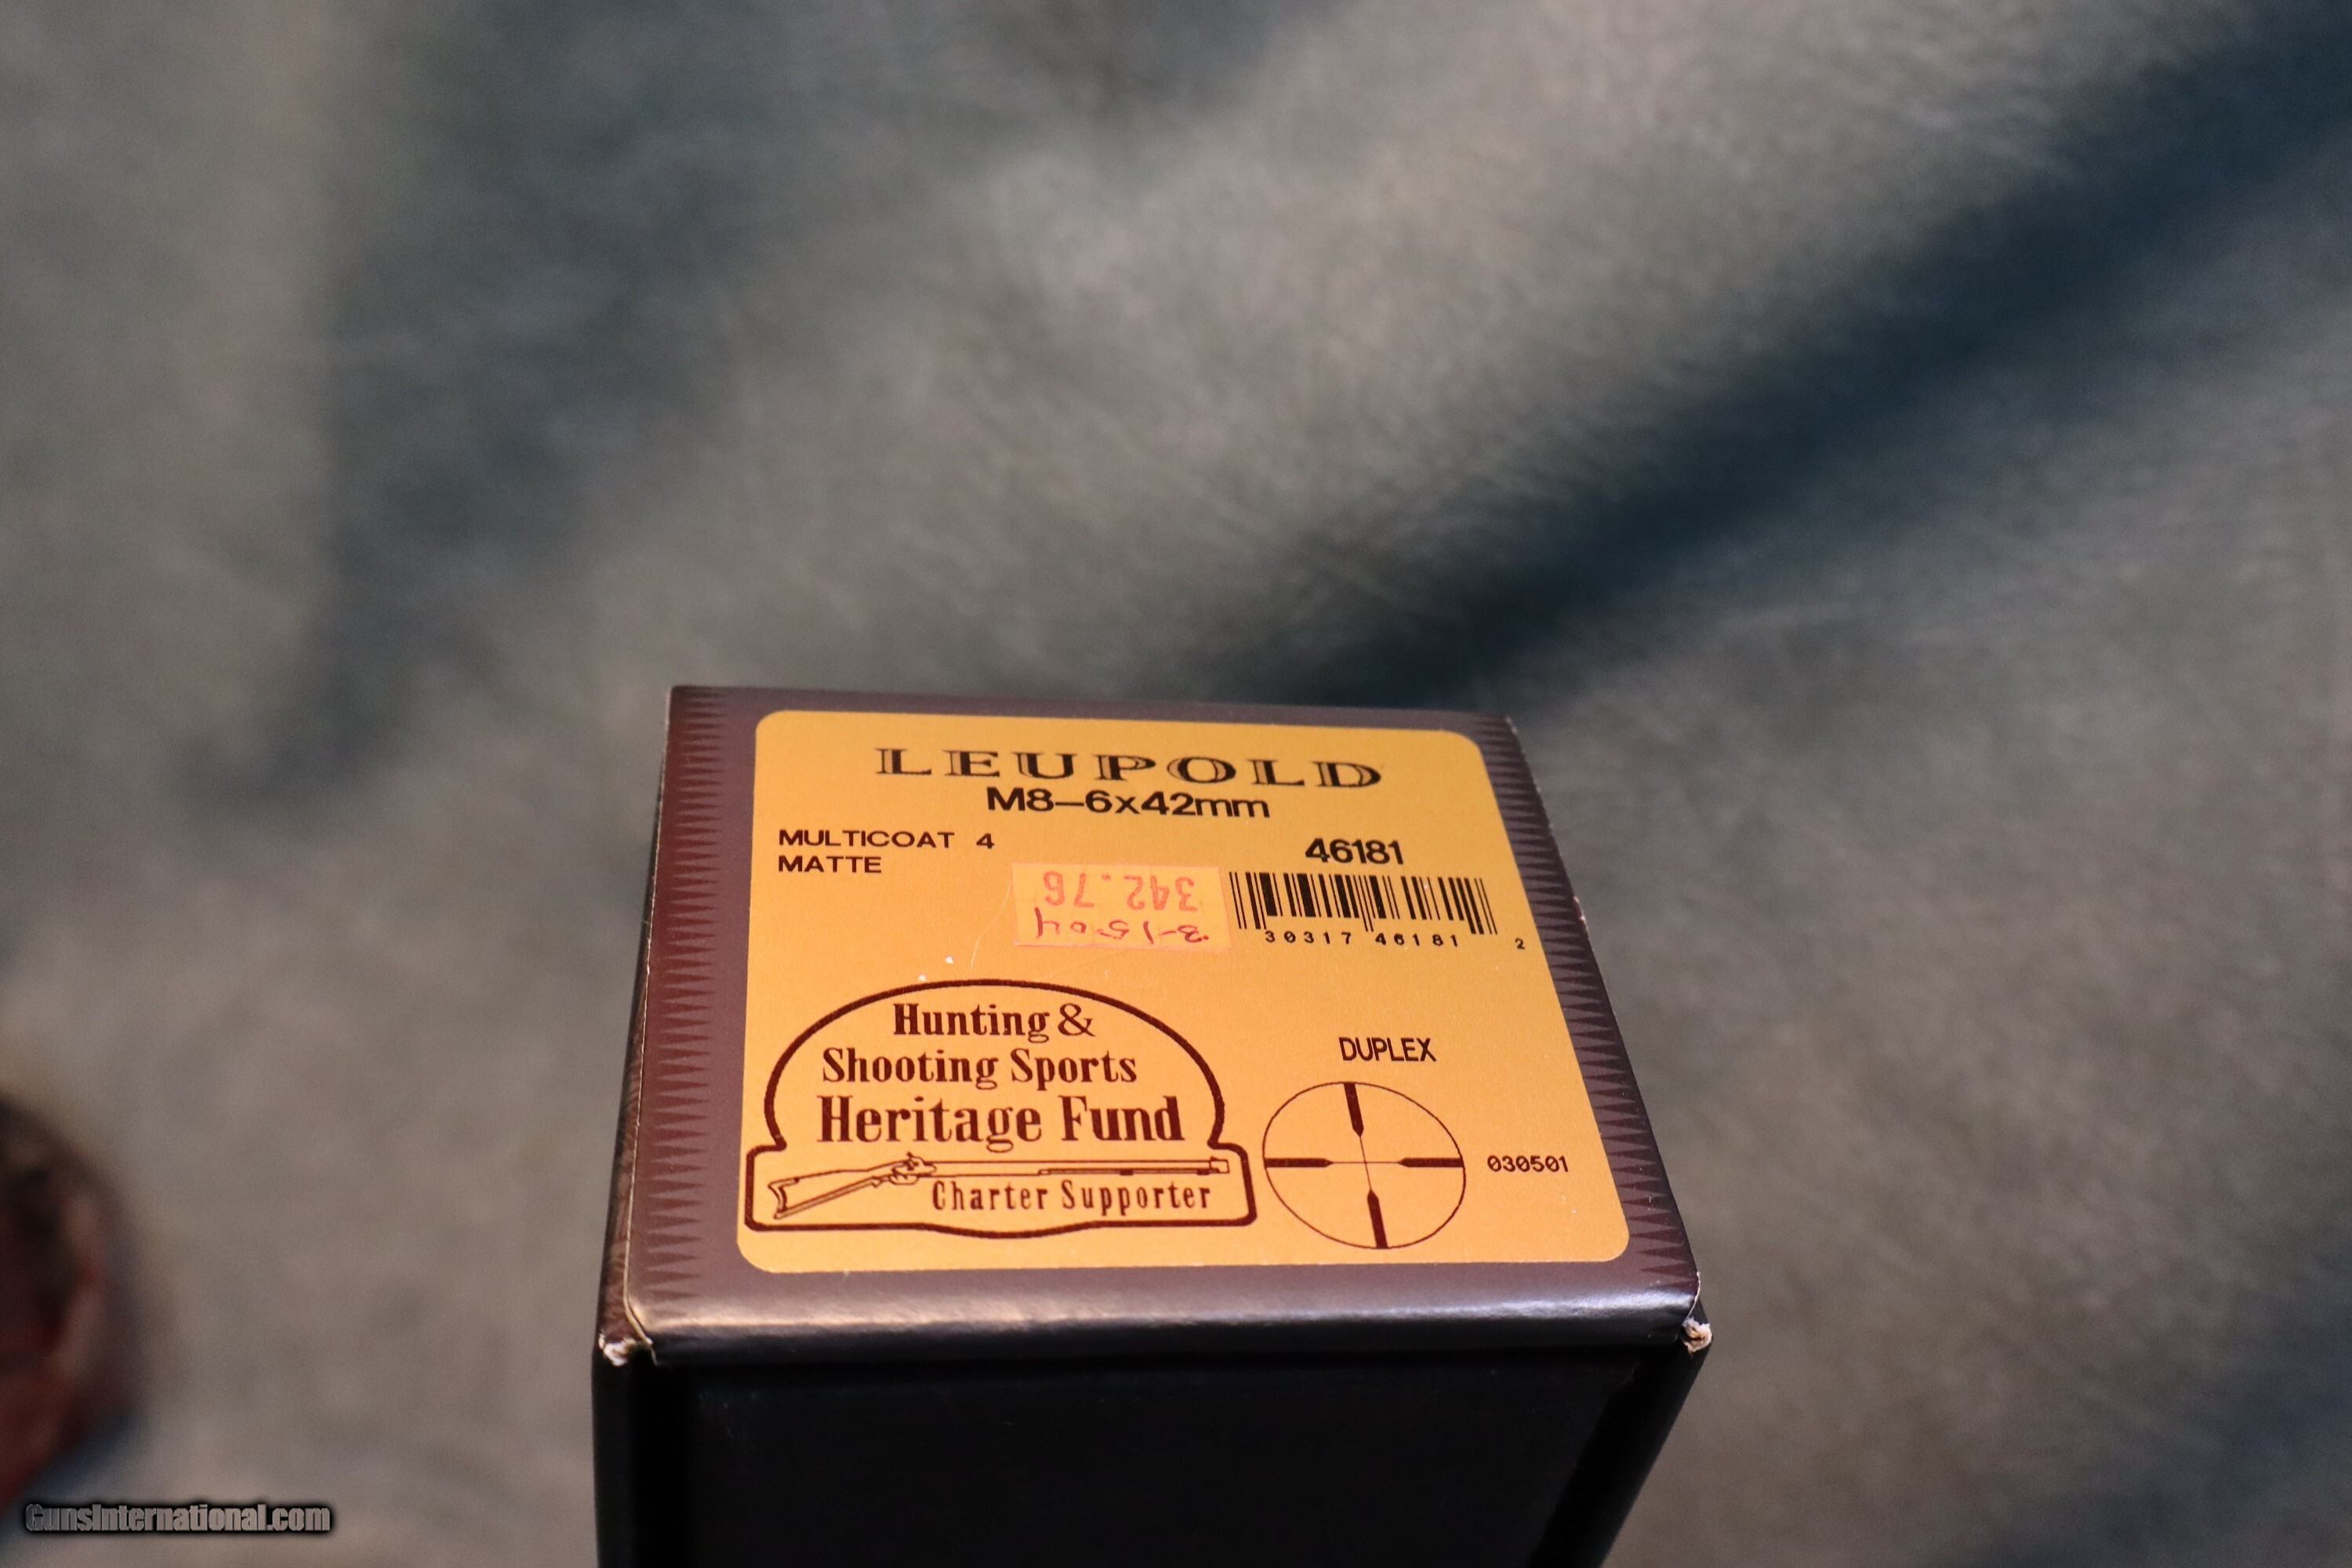 LEUPOLD
M8-6x42mm
MULTICOAT 4
MATTE
46181
342.76
3-15-04
30317 46181 2
Hunting &
Shooting Sports
Heritage Fund
Charter Supporter
DUPLEX
030501
GunsInternational.com